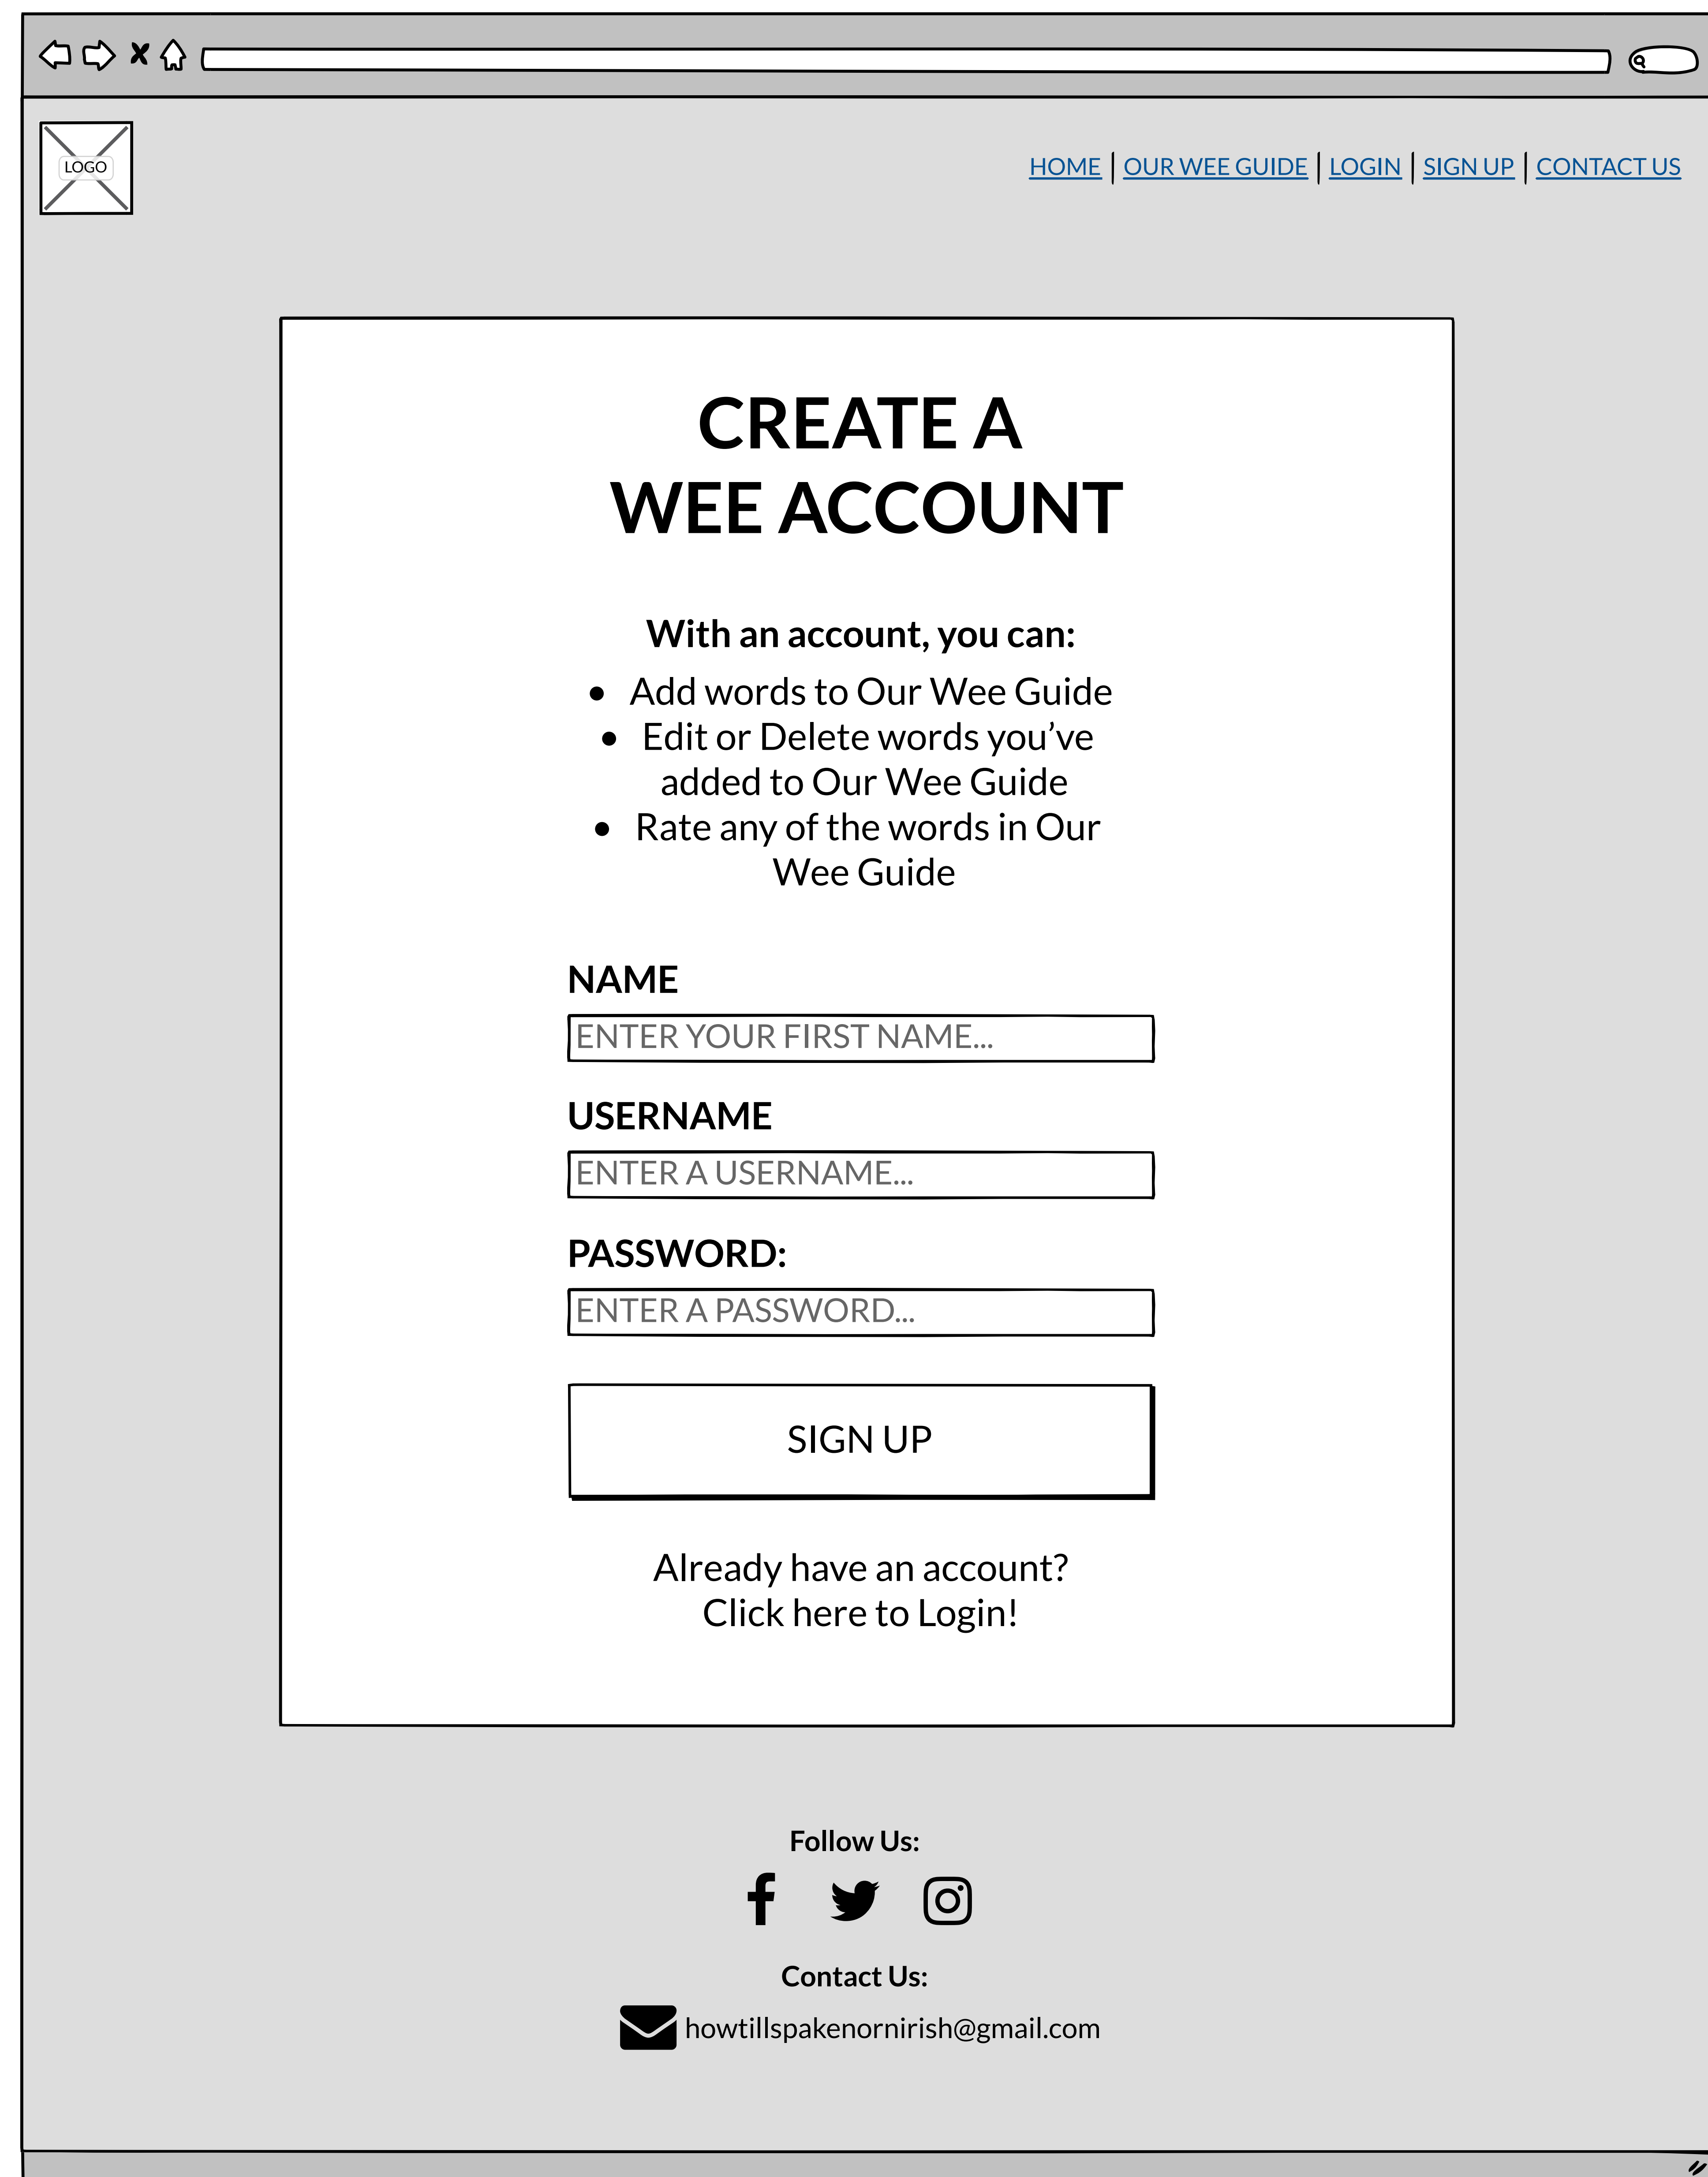 LOGO
HOME | OUR WEE GUIDE | LOGIN | SIGN UP | CONTACT US
CREATE A
WEE ACCOUNT
With an account, you can:
• Add words to Our Wee Guide
• Edit or Delete words you’ve
added to Our Wee Guide
• Rate any of the words in Our
Wee Guide
NAME
ENTER YOUR FIRST NAME...
USERNAME
ENTER A USERNAME...
PASSWORD:
ENTER A PASSWORD...
SIGN UP
Already have an account?
Click here to Login!
Follow Us:
Contact Us:
howtillspakenornirish@gmail.com